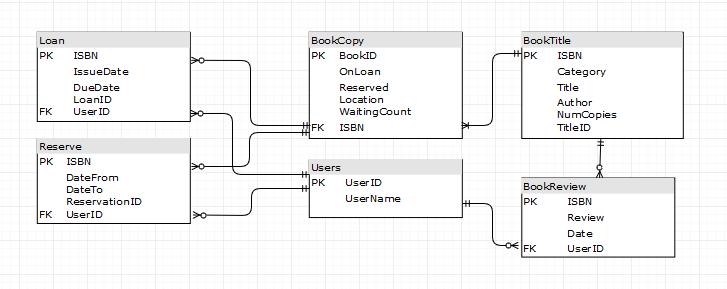 Loan
PK ISBN
IssueDate
DueDate
LoanID
FK UserID
Reserve
PK ISBN
DateFrom
DateTo
ReservationID
FK UserID
BookCopy
PK BookID
OnLoan
Reserved
Location
WaitingCount
FK ISBN
Users
PK UserID
UserName
BookTitle
PK ISBN
Category
Title
Author
NumCopies
TitleID
BookReview
PK ISBN
Review
Date
FK UserID